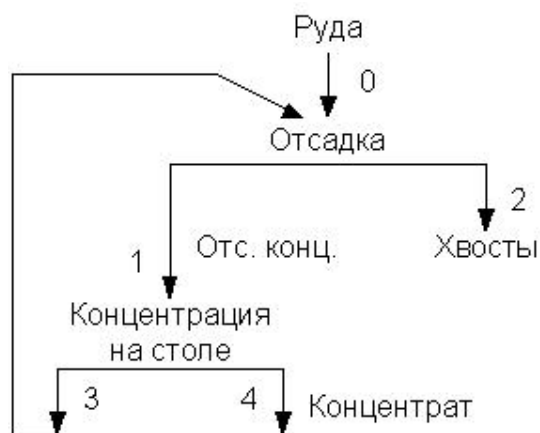 Руда
0
Отсадка
2
1 Отс. конц. Хвосты
Концентрация
на столе
3 4 Концентрат